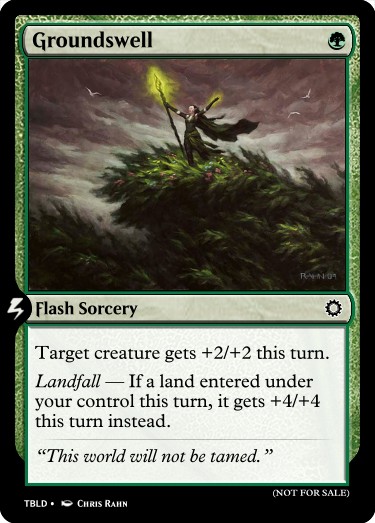 Groundswell
Flash Sorcery
Target creature gets +2/+2 this turn.
Landfall — If a land entered under
your control this turn, it gets +4/+4
this turn instead.
“This world will not be tamed.”
(NOT FOR SALE)
TBLD • Chris Rahn